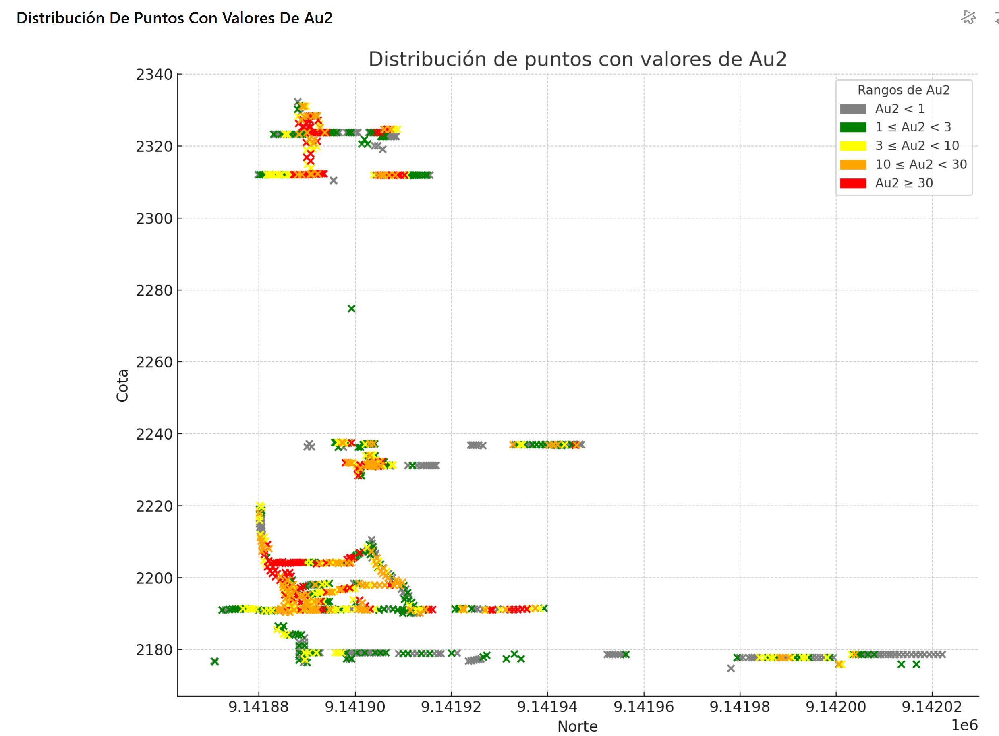 Distribución De Puntos Con Valores De Au2
Distribución de puntos con valores de Au2
Rangos de Au2
Au2 < 1
1 ≤ Au2 < 3
3 ≤ Au2 < 10
10 ≤ Au2 < 30
Au2 ≥ 30
2340
2320
2300
2280
2260
2240
2220
2200
2180
Cota
9.14188 9.14190 9.14192 9.14194 9.14196 9.14198 9.14200 9.14202
Norte
1e6